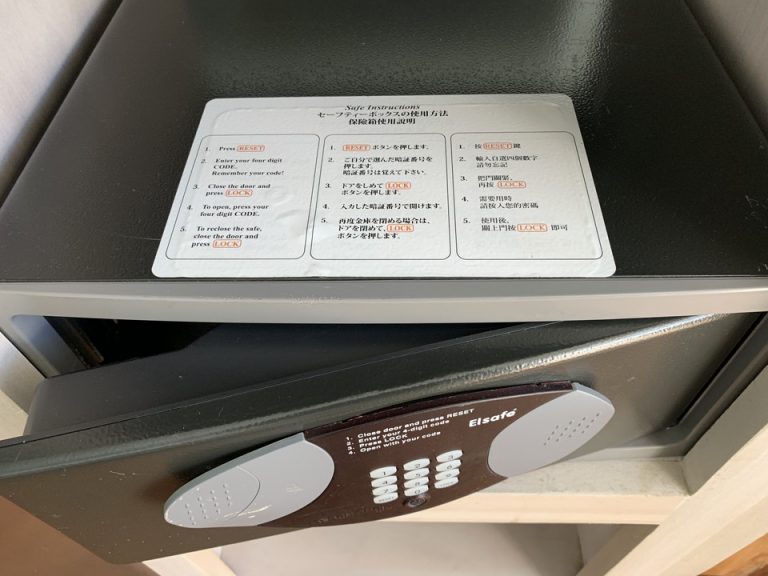 Safe Instructions
セーフティーボックスの使用方法
保險箱使用説明
1. Press RESET
2. Enter your four digit
CODE.
Remember your code!
3. Close the door and
press LOCK
4. To open, press your
four digit CODE.
5. To reclose the safe,
close the door and
press LOCK
1. RESET ボタンを押します.
2. ご自分で選んだ暗証番号を
押します.
暗証番号は覚えて下さい.
3. ドアをしめて LOCK
ボタンを押します.
4. 入力した暗証番号で開けます.
5. 再度金庫を閉める場合は、
ドアを閉めて, LOCK
ボタンを押します.
1. 按 RESET 鍵
2. 輸入自選四個數字
請勿忘記
3. 把門關緊,
再按 LOCK
4. 需要用時
請按入您的密碼
5. 使用後,
關上門按 LOCK 即可
1. Close door and press RESET
2. Enter your 4-digit code
3. Press LOCK
4. Open with your code
Elsafe
1 2 3
4 5 6
7 8 9
0